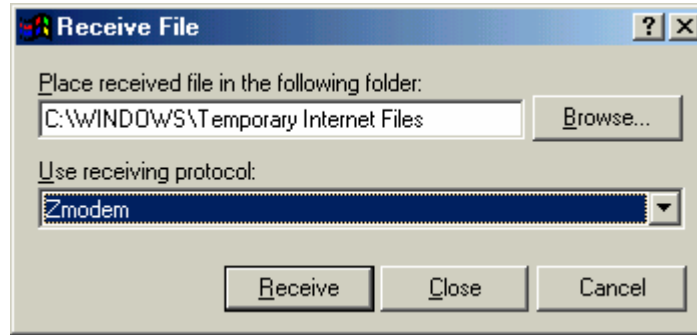 Receive File
Place received file in the following folder:
C:\WINDOWS\Temporary Internet Files
Browse...
Use receiving protocol:
Zmodem
Receive Close Cancel